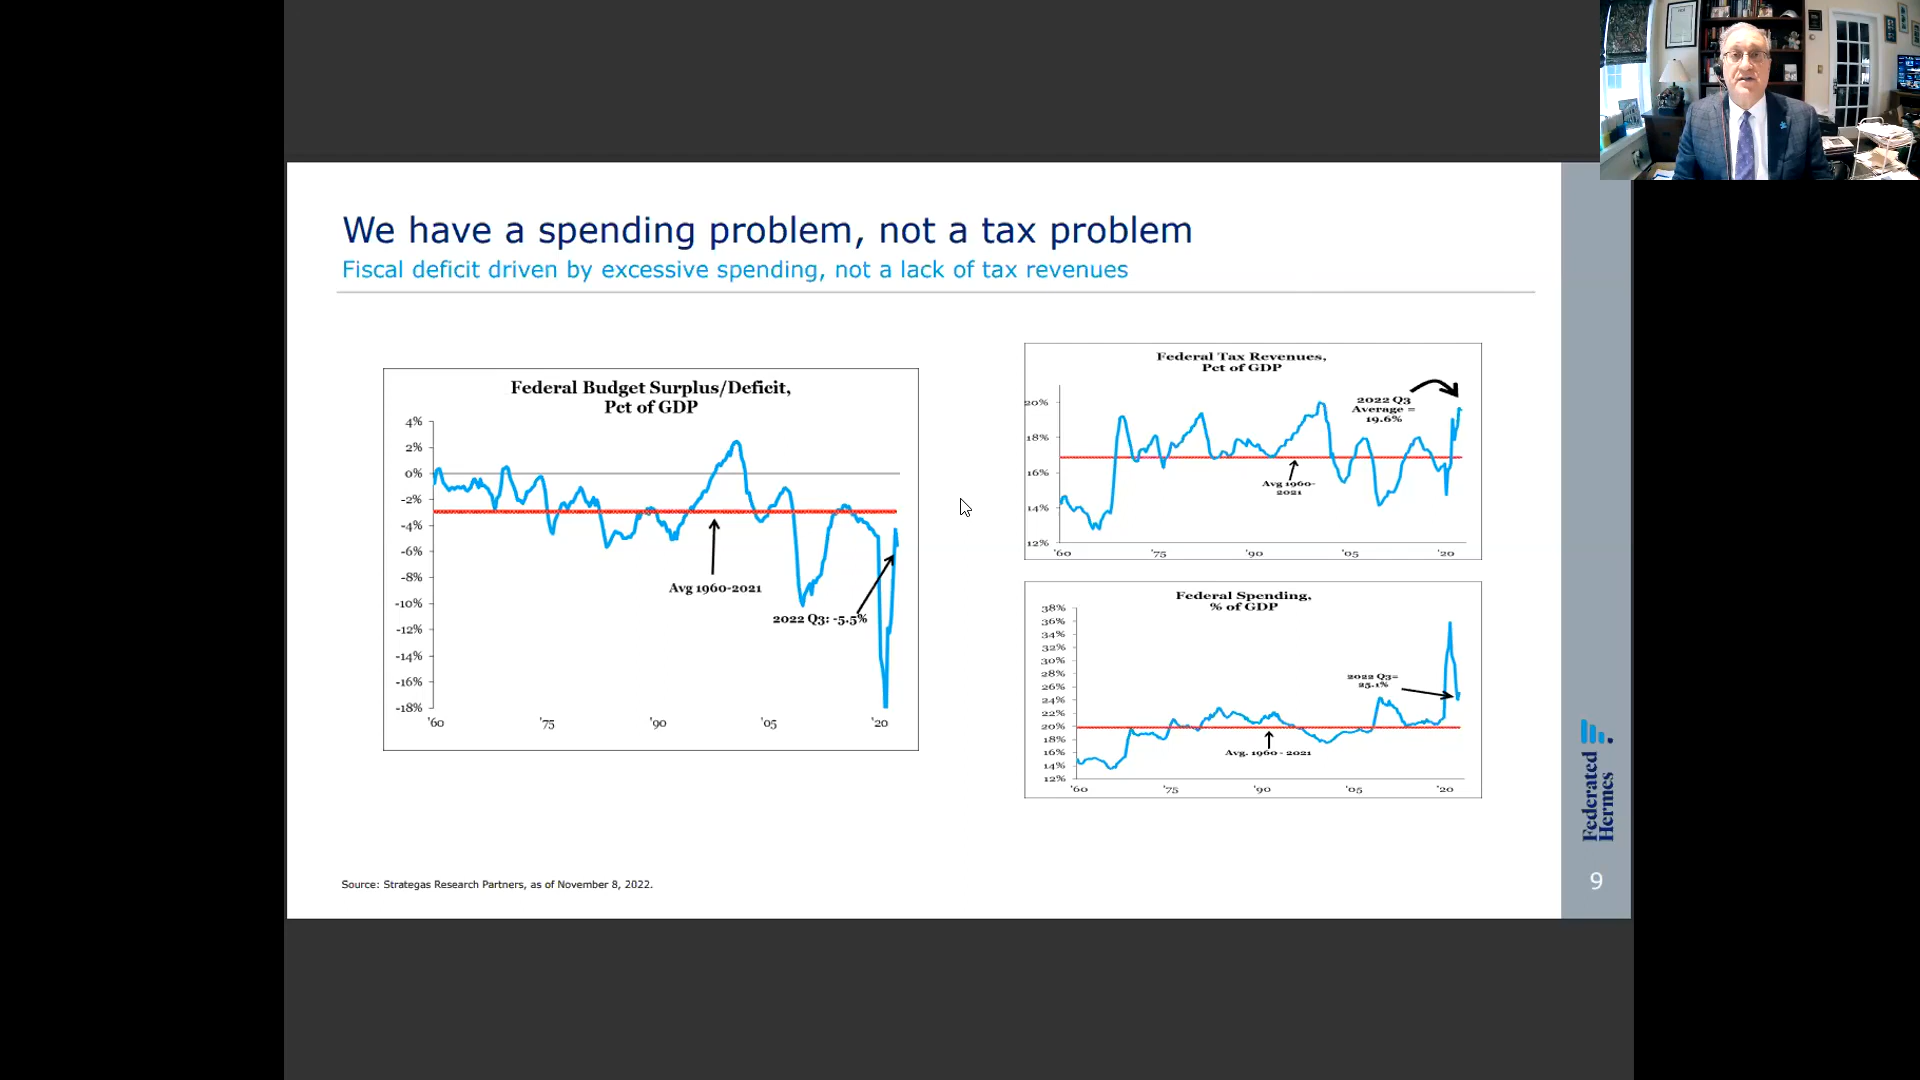 We have a spending problem, not a tax problem
Fiscal deficit driven by excessive spending, not a lack of tax revenues
Federal Budget Surplus/Deficit,
Pct of GDP
4%
2%
0%
-2%
-4%
-6%
-8%
-10%
-12%
-14%
-16%
-18%
Avg 1960-2021
2022 Q3: -5.5%
'60 '75 '90 '05 '20
Federal Tax Revenues,
Pct of GDP
20%
18%
16%
14%
12%
2022 Q3
Average =
19.6%
Avg 1960-
2021
'60 '75 '90 '05 '20
Federal Spending,
% of GDP
38%
36%
34%
32%
30%
28%
26%
24%
22%
20%
18%
16%
14%
12%
2022 Q3=
25.1%
Avg. 1960 - 2021
'60 '75 '90 '05 '20
Source: Strategas Research Partners, as of November 8, 2022.
Federated
Hermes
9